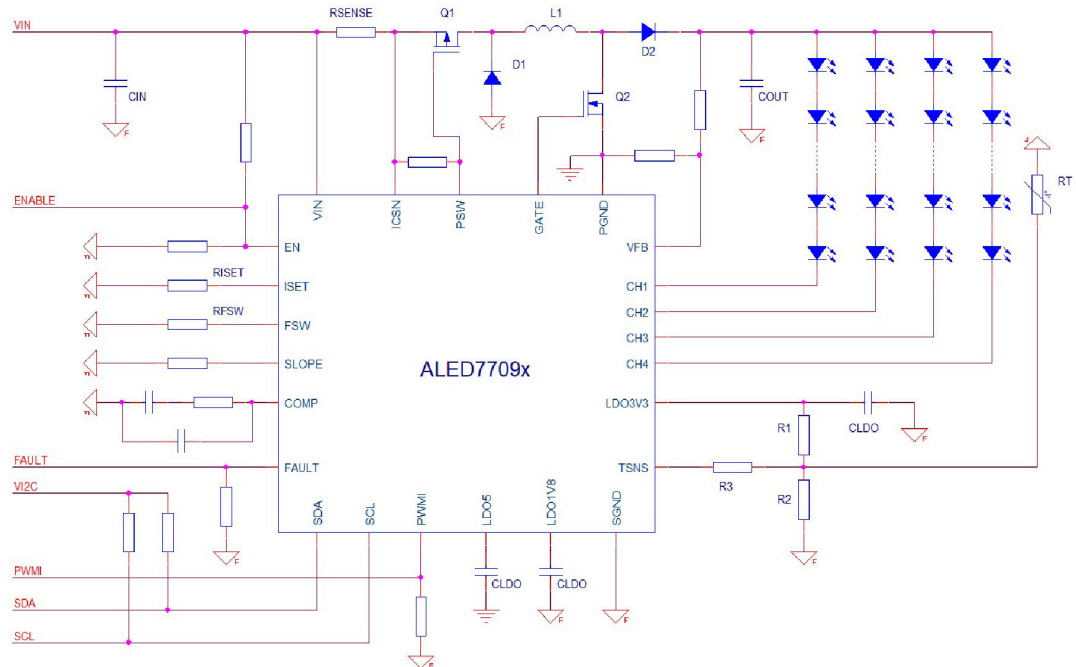 VIN
RSENSE
Q1
L1
D2
D1
CIN
Q2
COUT
RT
ENABLE
VIN
ICSN
PSW
GATE
PGND
EN
VFB
RISET
ISET
CH1
RFSW
FSW
CH2
CH3
SLOPE
CH4
ALED7709x
COMP
LDO3V3
R1
CLDO
FAULT
FAULT
TSNS
R3
R2
VI2C
SDA
SCL
PWMI
LDO5
LDO1V8
SGND
PWMI
CLDO
CLDO
SDA
SCL